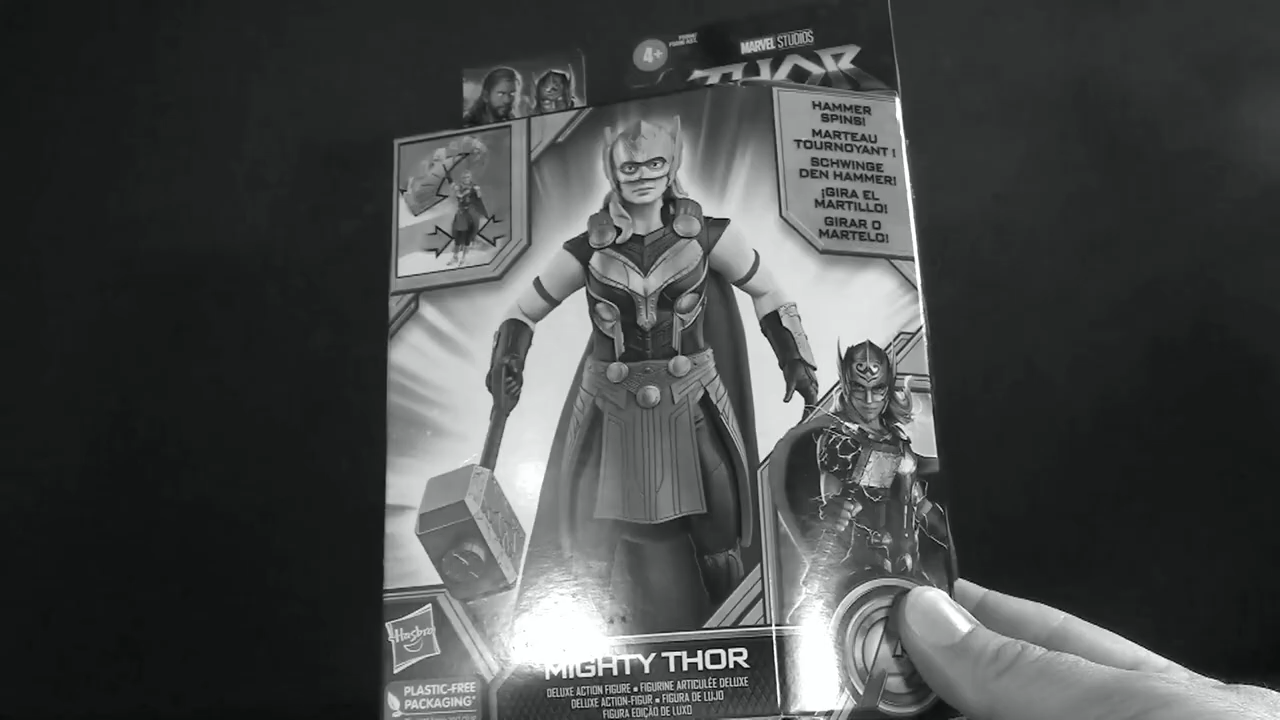 4+
MARVEL STUDIOS
THOR
HAMMER
SPINS!
MARTEAU
TOURNOYANT !
SCHWINGE
DEN HAMMER!
¡GIRA EL
MARTILLO!
GIRAR O
MARTELO!
Hasbro
MIGHTY THOR
DELUXE ACTION FIGURE ▪ FIGURINE ARTICULÉE DELUXE
DELUXE ACTION-FIGUR ▪ FIGURA DE LUJO
FIGURA EDIÇÃO DE LUXO
PLASTIC-FREE
PACKAGING*